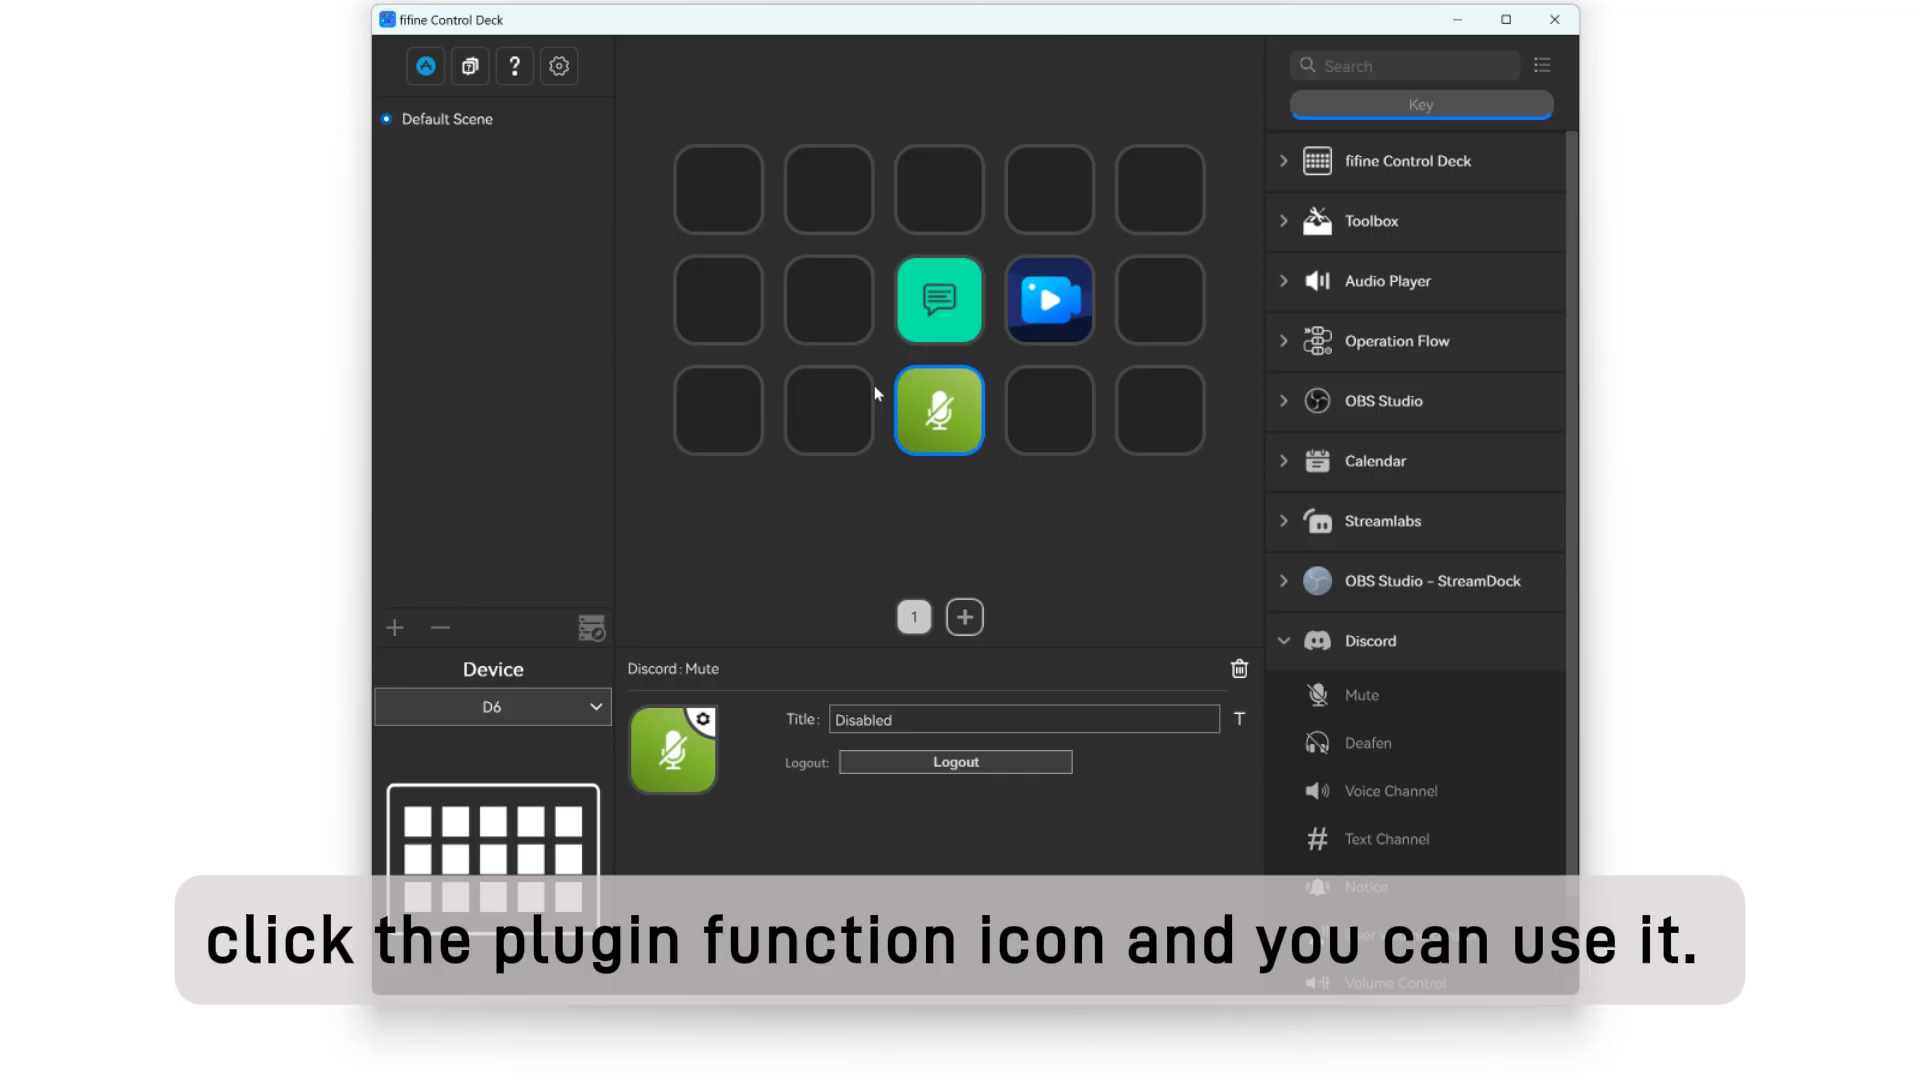 fifine Control Deck
?
Search
Key
Default Scene
fifine Control Deck
Toolbox
Audio Player
Operation Flow
OBS Studio
Calendar
Streamlabs
OBS Studio - StreamDock
Discord
Mute
Deafen
Voice Channel
Text Channel
Notice
Volume Control
1
Device
D6
Discord : Mute
Title :
Disabled
T
Logout:
Logout
click the plugin function icon and you can use it.